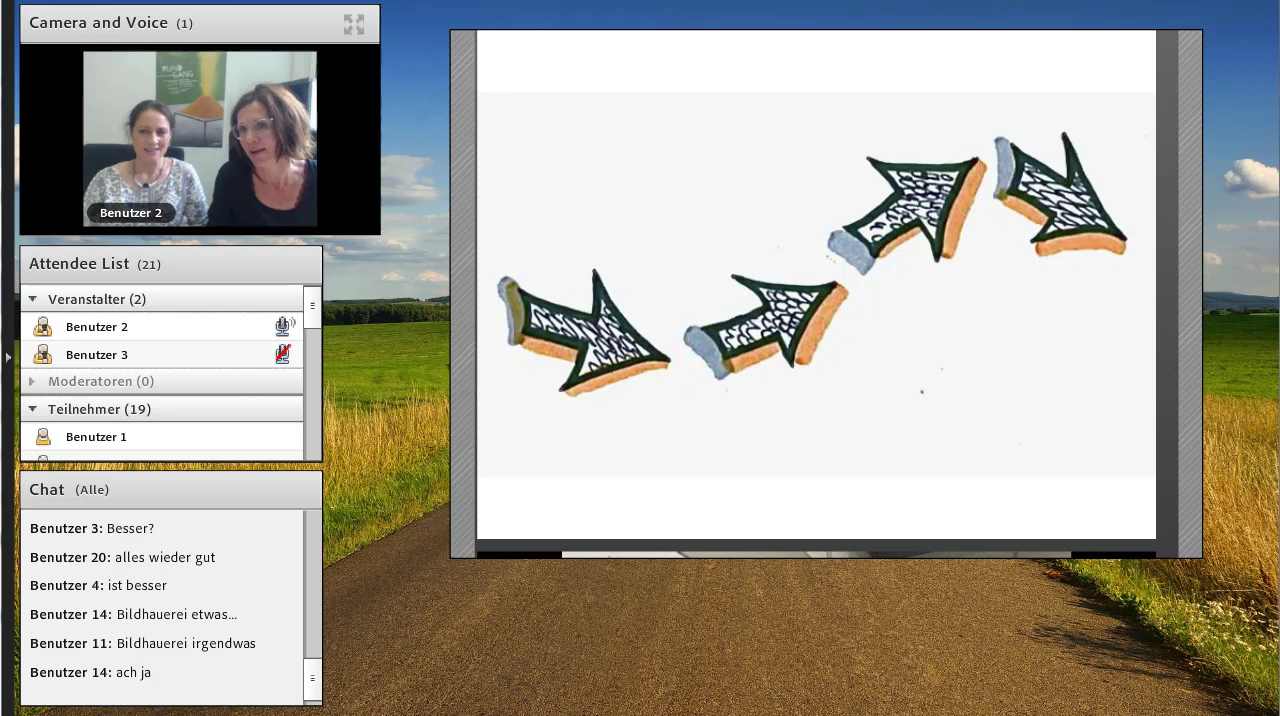 Camera and Voice (1)
RUND
GANG
Benutzer 2
Attendee List (21)
Veranstalter (2)
Benutzer 2
Benutzer 3
Moderatoren (0)
Teilnehmer (19)
Benutzer 1
Chat (Alle)
Benutzer 3: Besser?
Benutzer 20: alles wieder gut
Benutzer 4: ist besser
Benutzer 14: Bildhauerei etwas...
Benutzer 11: Bildhauerei irgendwas
Benutzer 14: ach ja